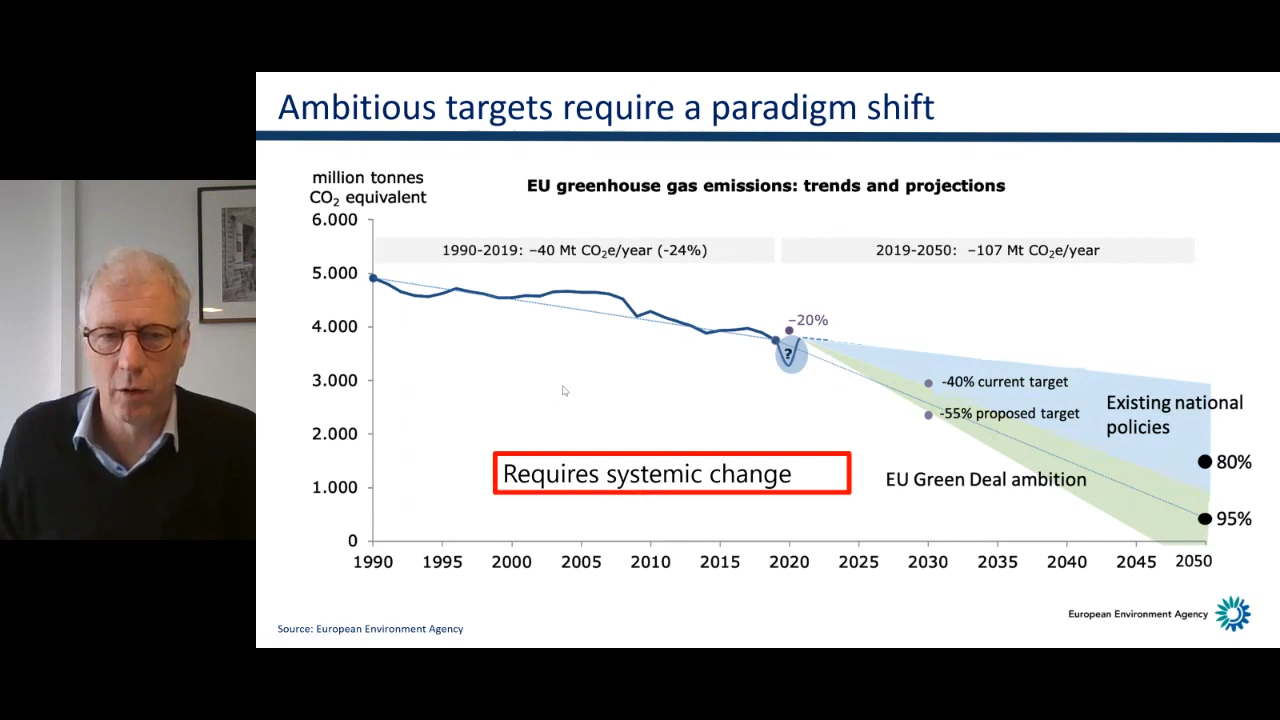 Ambitious targets require a paradigm shift
million tonnes
CO₂ equivalent
EU greenhouse gas emissions: trends and projections
6.000
1990-2019: –40 Mt CO₂e/year (-24%)
2019-2050: –107 Mt CO₂e/year
5.000
–20%
4.000
?
3.000
-40% current target
-55% proposed target
Existing national
policies
2.000
80%
Requires systemic change
EU Green Deal ambition
1.000
95%
0
1990 1995 2000 2005 2010 2015 2020 2025 2030 2035 2040 2045 2050
European Environment Agency
Source: European Environment Agency